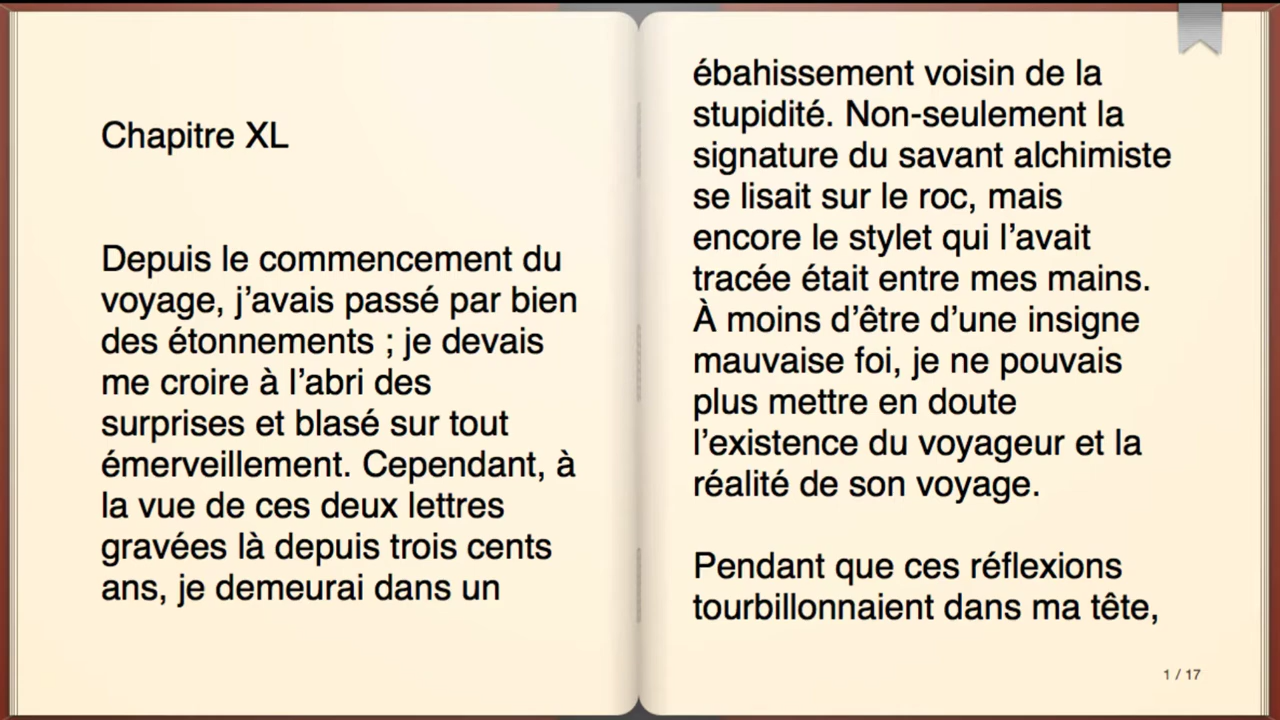 Chapitre XL
Depuis le commencement du
voyage, j’avais passé par bien
des étonnements ; je devais
me croire à l’abri des
surprises et blasé sur tout
émerveillement. Cependant, à
la vue de ces deux lettres
gravées là depuis trois cents
ans, je demeurai dans un
ébahissement voisin de la
stupidité. Non-seulement la
signature du savant alchimiste
se lisait sur le roc, mais
encore le stylet qui l’avait
tracée était entre mes mains.
À moins d’être d’une insigne
mauvaise foi, je ne pouvais
plus mettre en doute
l’existence du voyageur et la
réalité de son voyage.
Pendant que ces réflexions
tourbillonnaient dans ma tête,
1 / 17